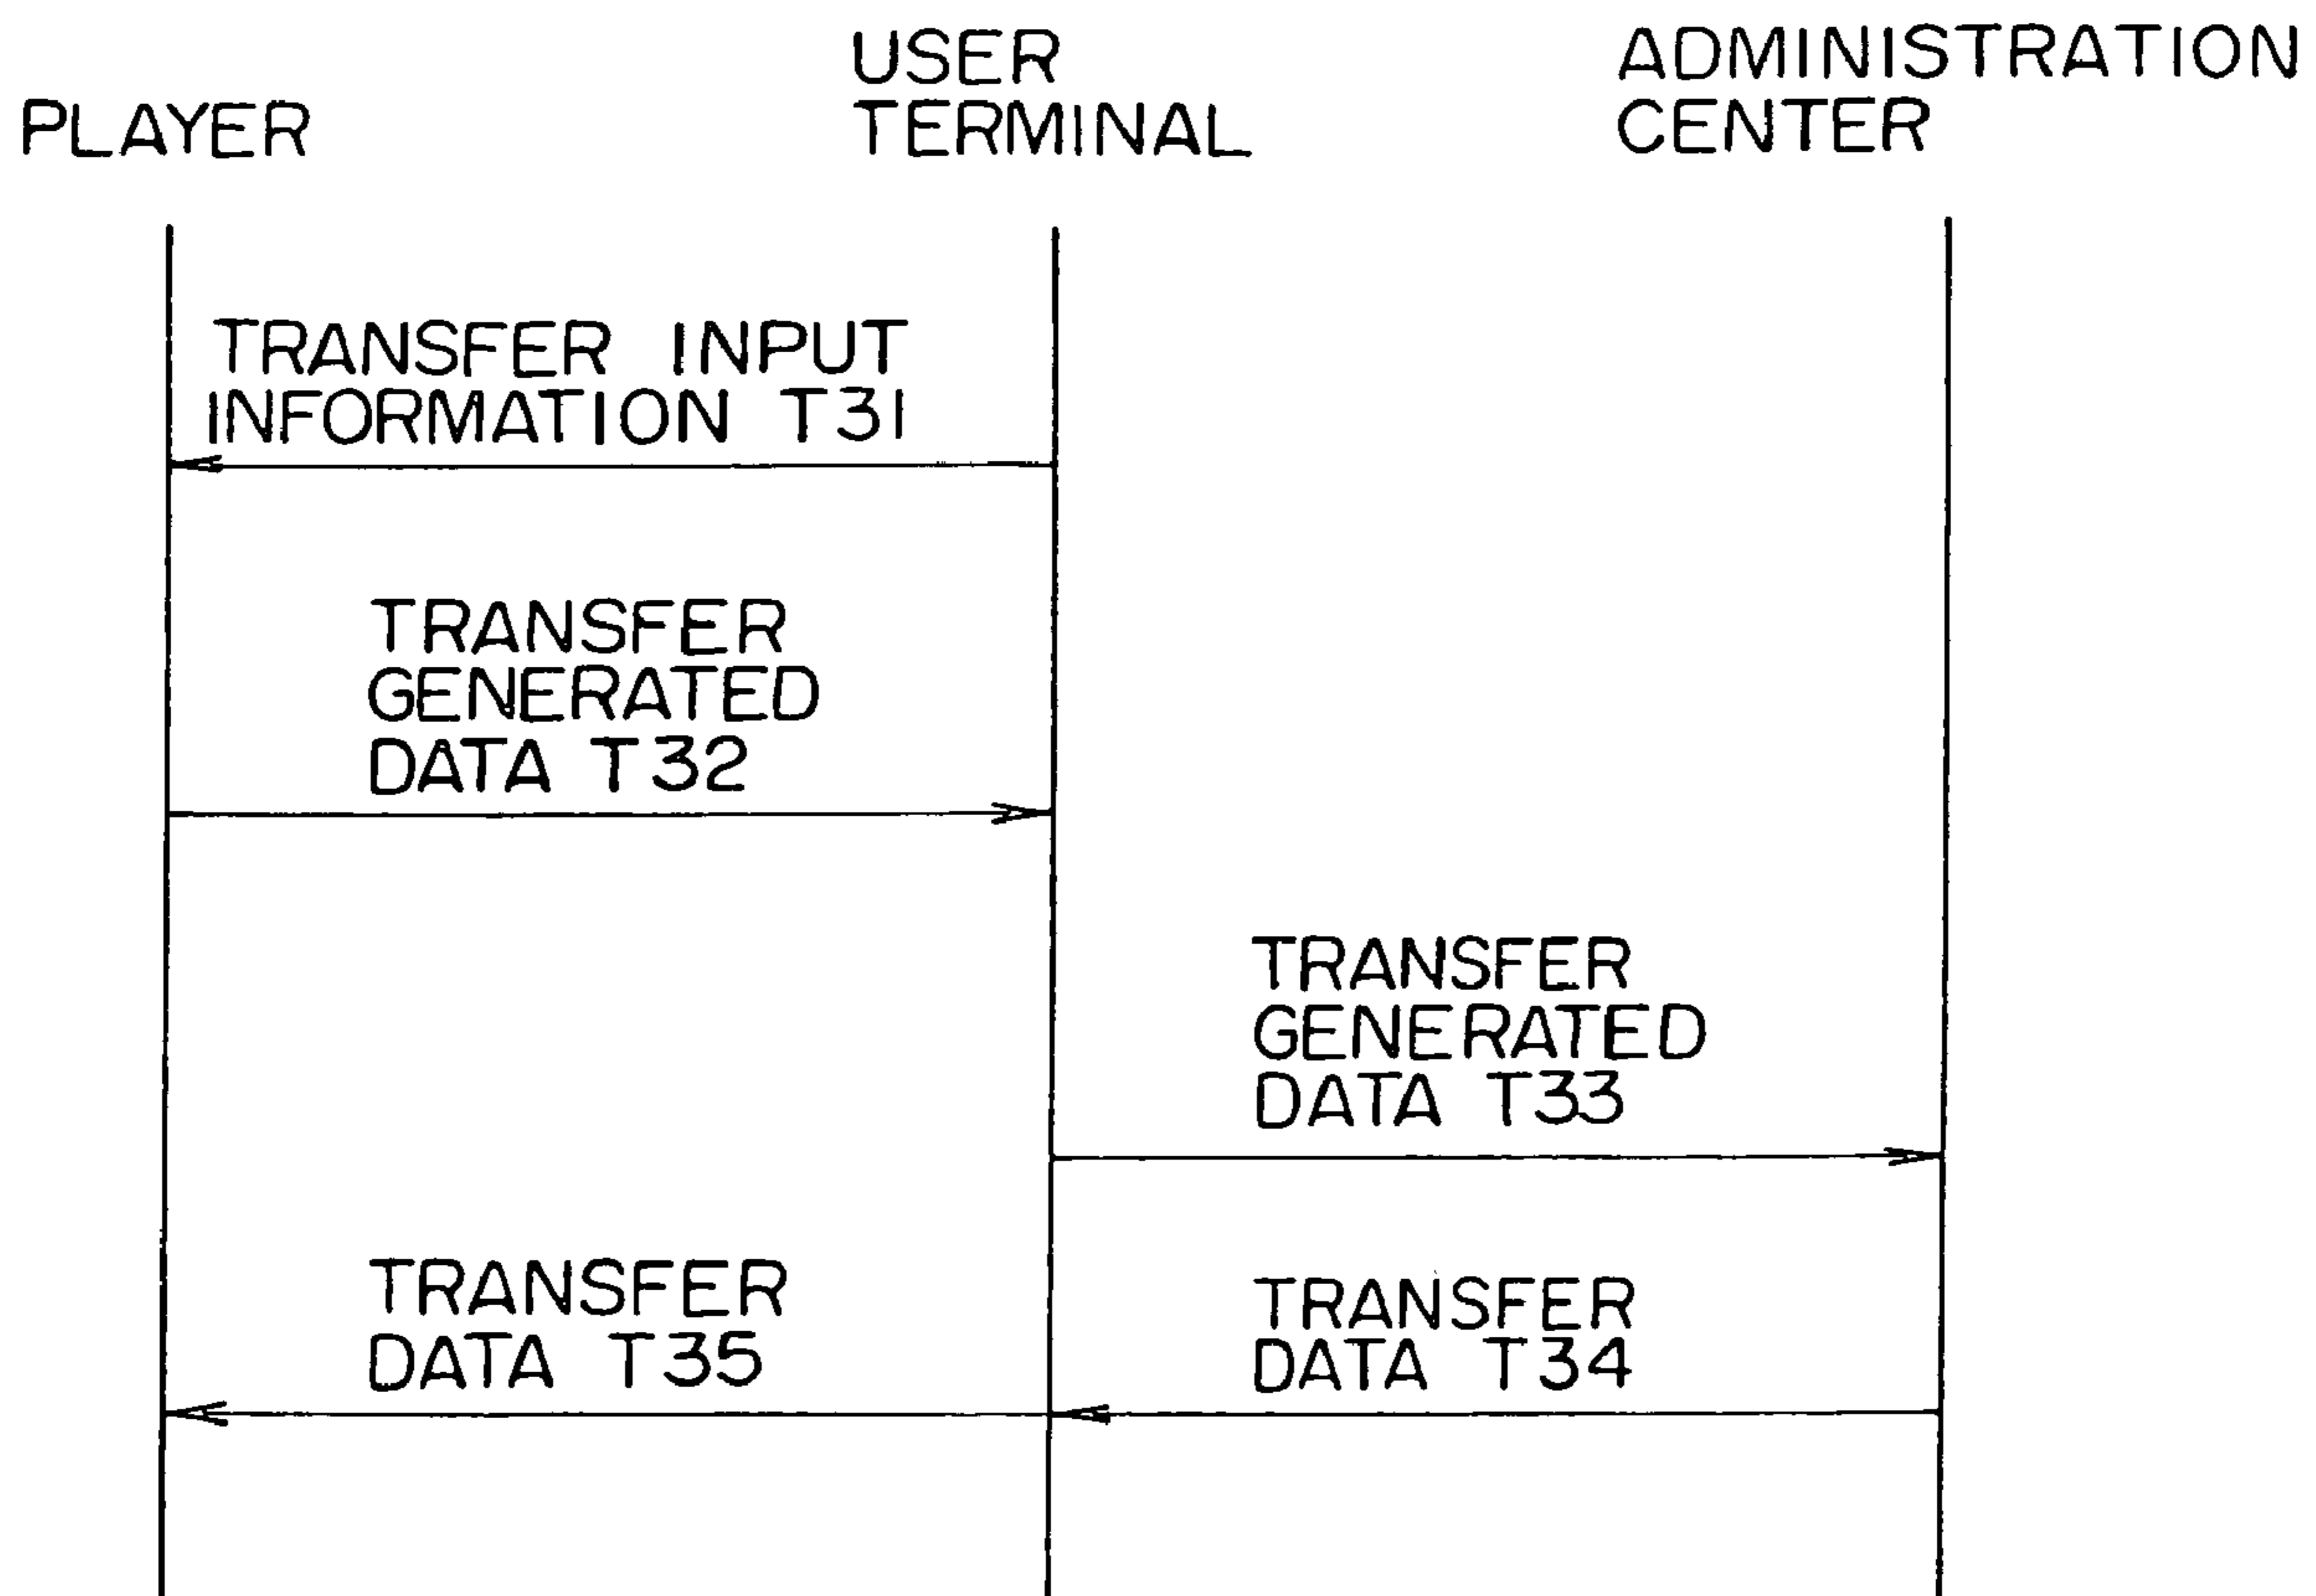 PLAYER
USER
TERMINAL
ADMINISTRATION
CENTER
TRANSFER INPUT
INFORMATION T31
TRANSFER
GENERATED
DATA T32
TRANSFER
GENERATED
DATA T33
TRANSFER
DATA T35
TRANSFER
DATA T34